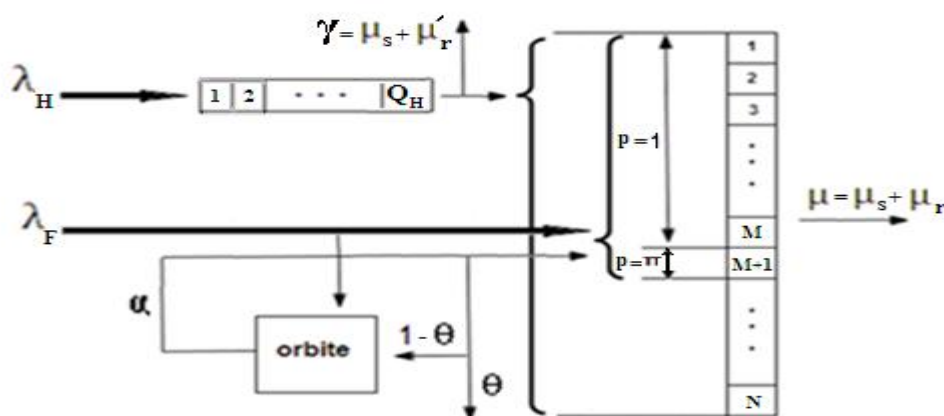 γ = μs + μ´r
λH
1 2 · · · QH
λF
α
orbite
1 - θ
θ
p = 1
p = π
1
2
3
M
M+1
N
μ = μs + μr